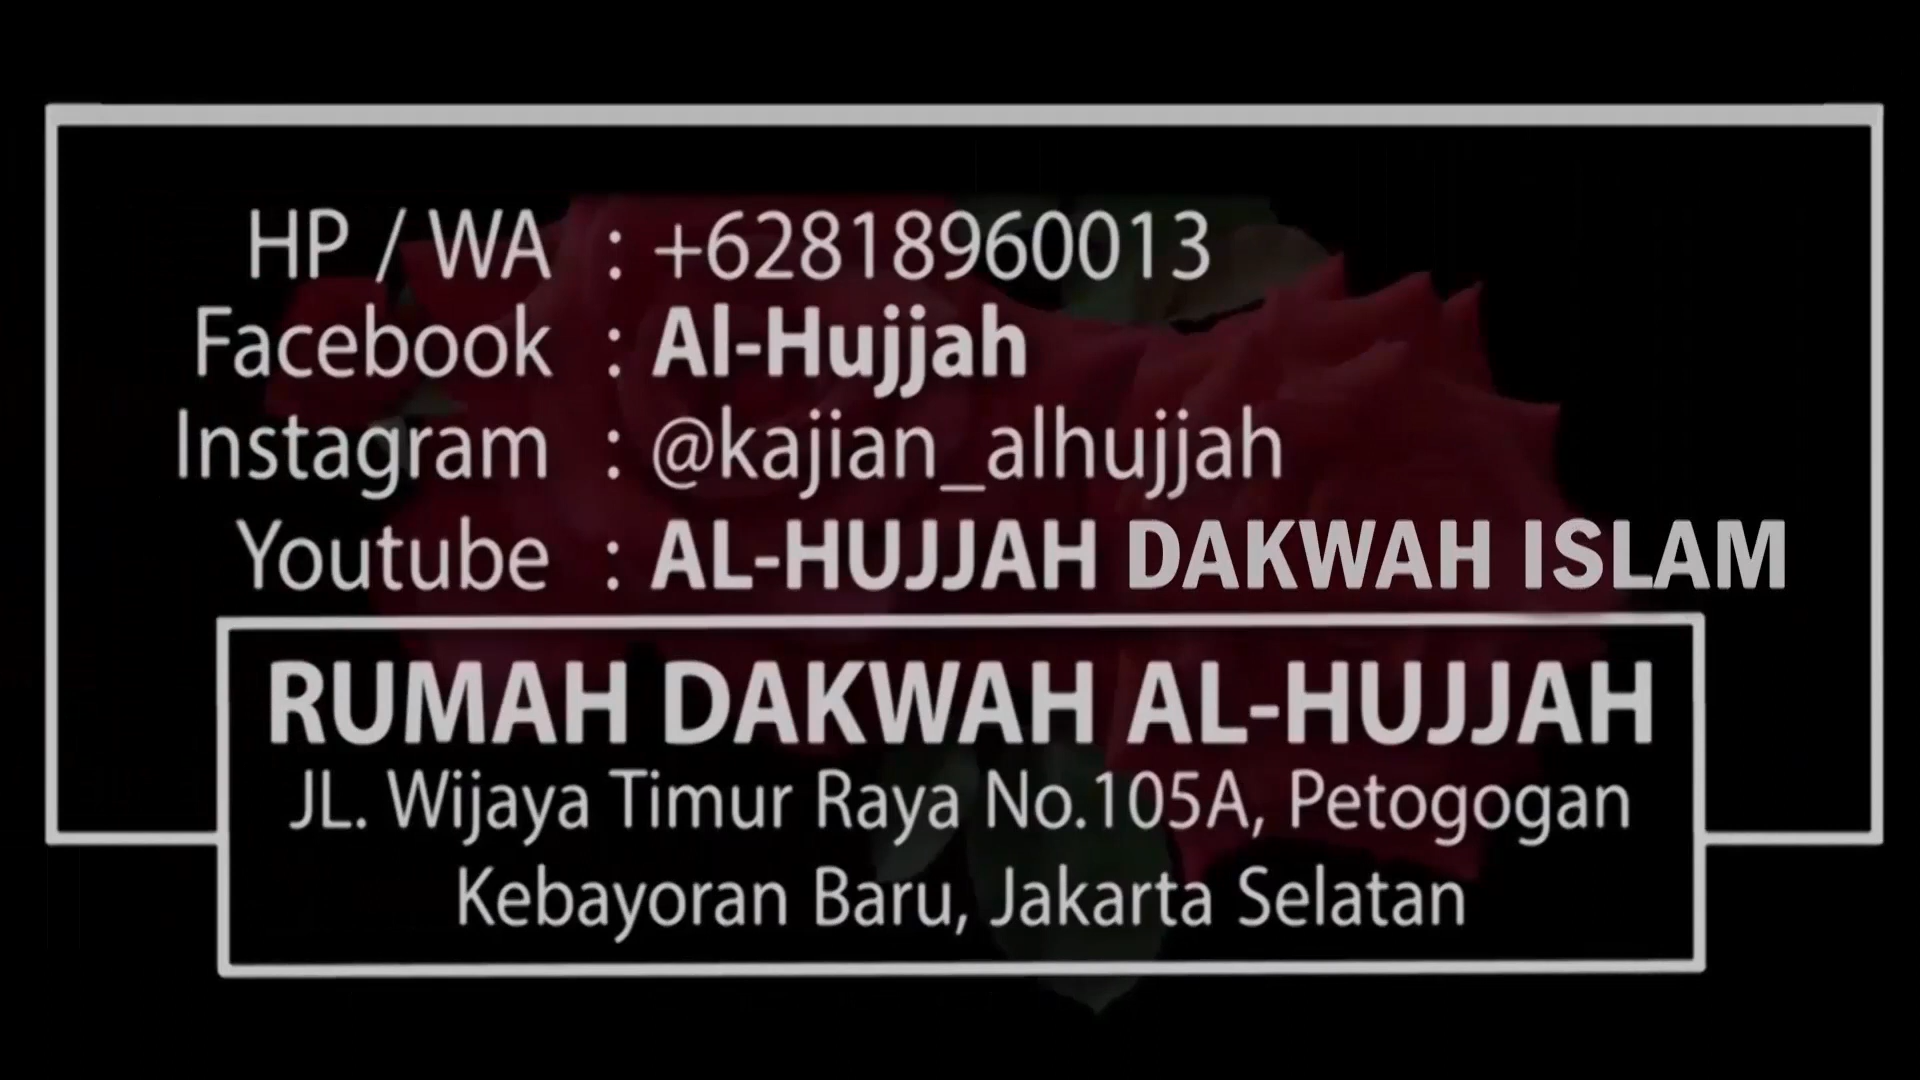 HP / WA : +62818960013
Facebook : Al-Hujjah
Instagram : @kajian_alhujjah
Youtube : AL-HUJJAH DAKWAH ISLAM
RUMAH DAKWAH AL-HUJJAH
JL. Wijaya Timur Raya No.105A, Petogogan
Kebayoran Baru, Jakarta Selatan